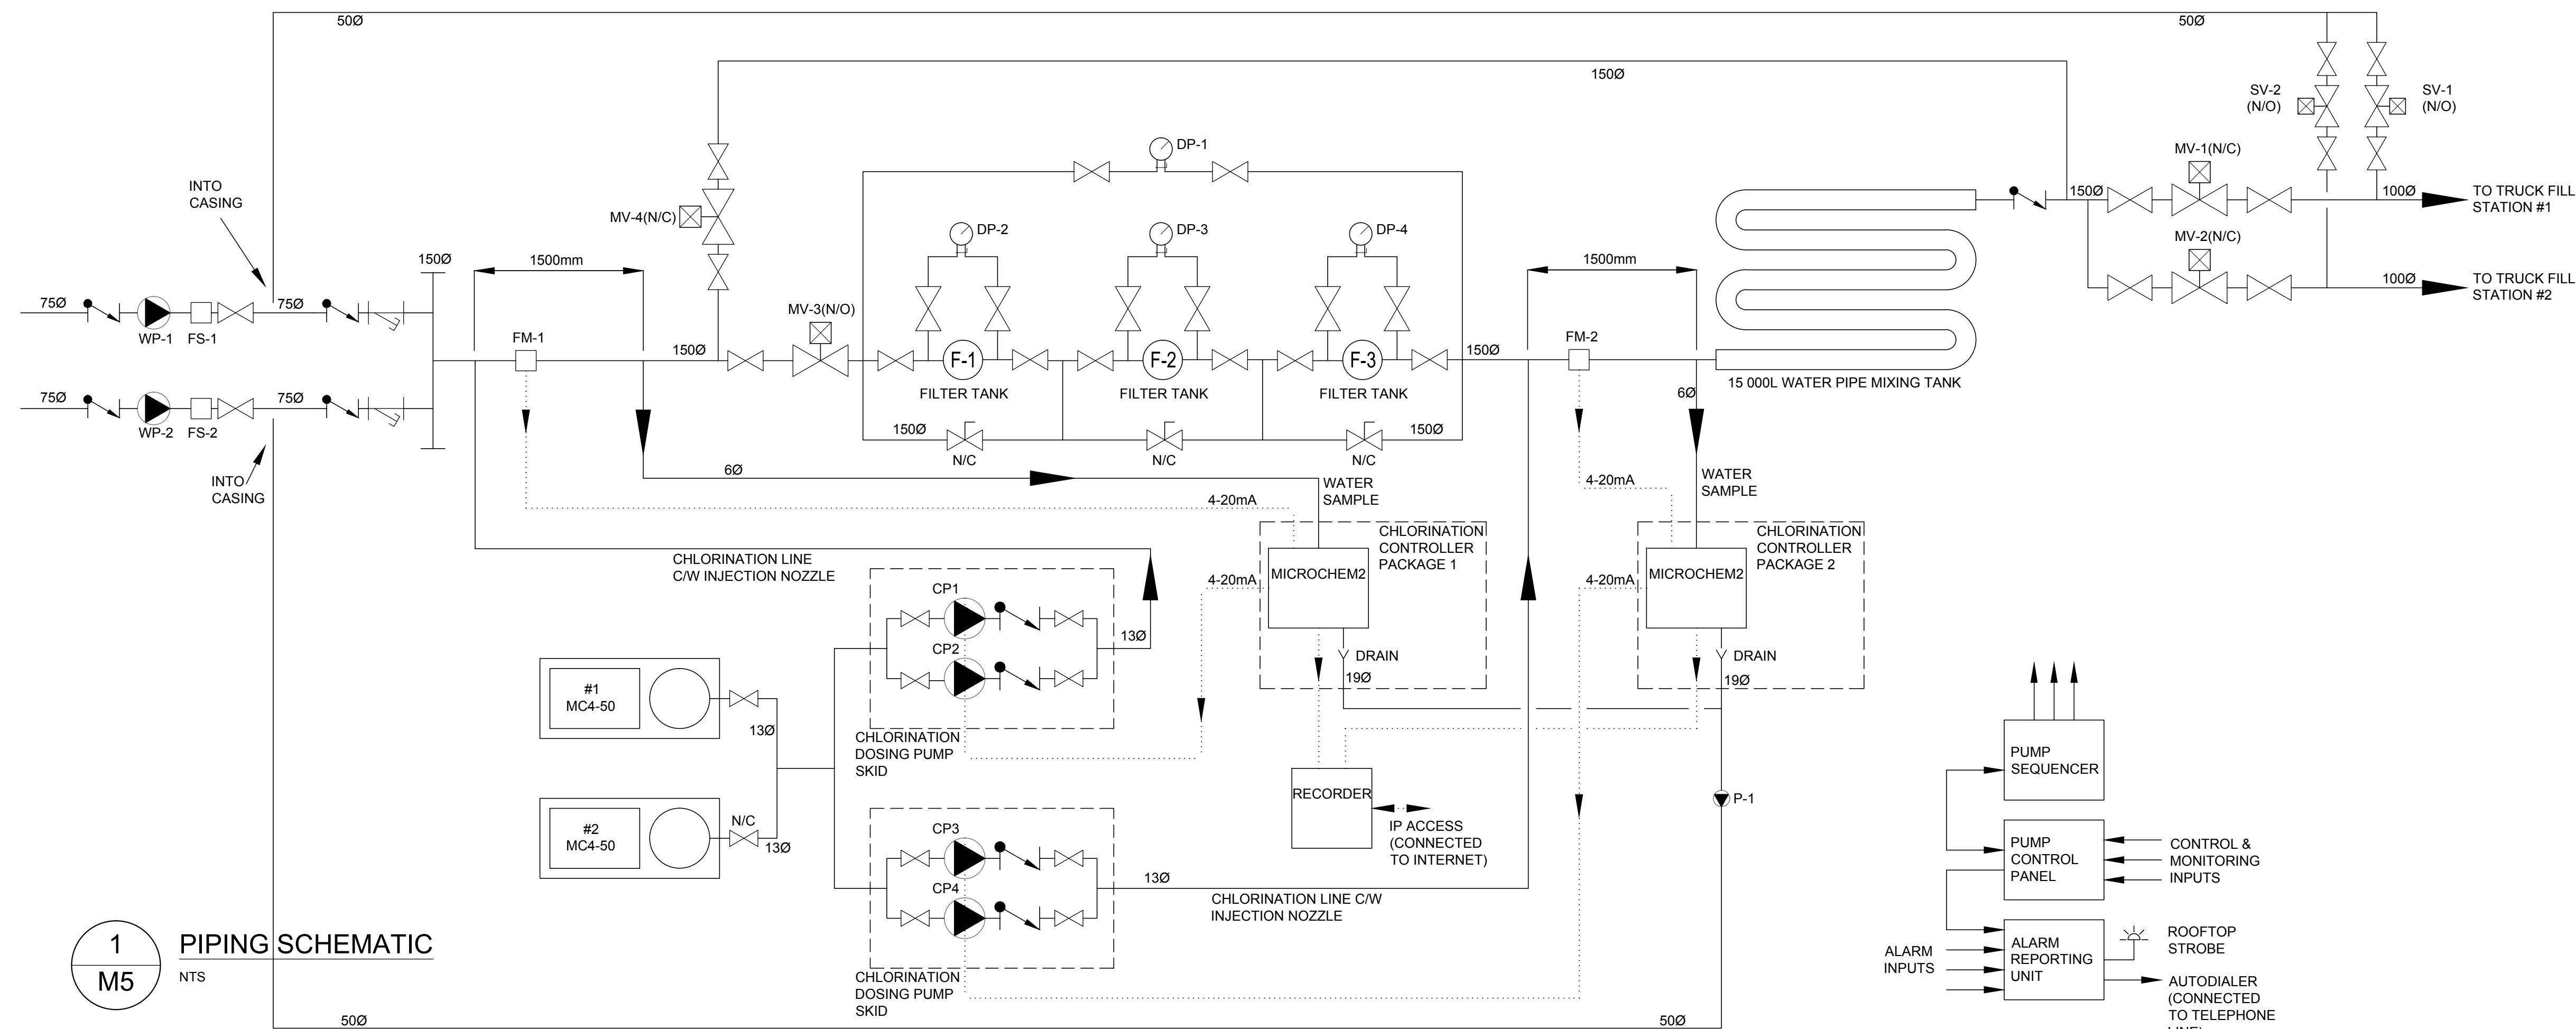 50Ø
50Ø
150Ø
SV-2
(N/O)
SV-1
(N/O)
DP-1
MV-1(N/C)
INTO
CASING
150Ø
100Ø
TO TRUCK FILL
STATION #1
MV-4(N/C)
DP-2
DP-3
DP-4
MV-2(N/C)
150Ø
1500mm
1500mm
100Ø
TO TRUCK FILL
STATION #2
75Ø
75Ø
MV-3(N/O)
WP-1
FS-1
FM-1
FM-2
150Ø
F-1
F-2
F-3
150Ø
FILTER TANK
FILTER TANK
FILTER TANK
15 000L WATER PIPE MIXING TANK
75Ø
75Ø
6Ø
WP-2
FS-2
150Ø
150Ø
N/C
N/C
N/C
INTO
CASING
6Ø
WATER
SAMPLE
WATER
SAMPLE
4-20mA
4-20mA
CHLORINATION
CONTROLLER
PACKAGE 1
CHLORINATION
CONTROLLER
PACKAGE 2
CHLORINATION LINE
C/W INJECTION NOZZLE
MICROCHEM2
MICROCHEM2
4-20mA
4-20mA
CP1
CP2
13Ø
DRAIN
DRAIN
19Ø
19Ø
#1
MC4-50
13Ø
CHLORINATION
DOSING PUMP
SKID
PUMP
SEQUENCER
RECORDER
P-1
IP ACCESS
(CONNECTED
TO INTERNET)
#2
MC4-50
N/C
13Ø
CP3
CP4
13Ø
CHLORINATION LINE C/W
INJECTION NOZZLE
PUMP
CONTROL
PANEL
CONTROL &
MONITORING
INPUTS
1
M5
PIPING SCHEMATIC
NTS
CHLORINATION
DOSING PUMP
SKID
ALARM
INPUTS
ALARM
REPORTING
UNIT
ROOFTOP
STROBE
AUTODIALER
(CONNECTED
TO TELEPHONE
LINE)
50Ø
50Ø